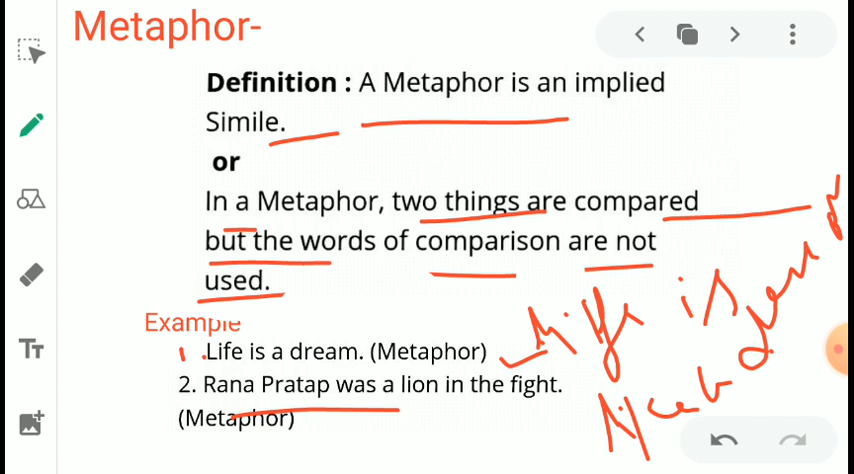 Metaphor-
Definition : A Metaphor is an implied
Simile.
or
In a Metaphor, two things are compared
but the words of comparison are not
used.
Example
1. Life is a dream. (Metaphor)
2. Rana Pratap was a lion in the fight.
(Metaphor)
Life is
Tт